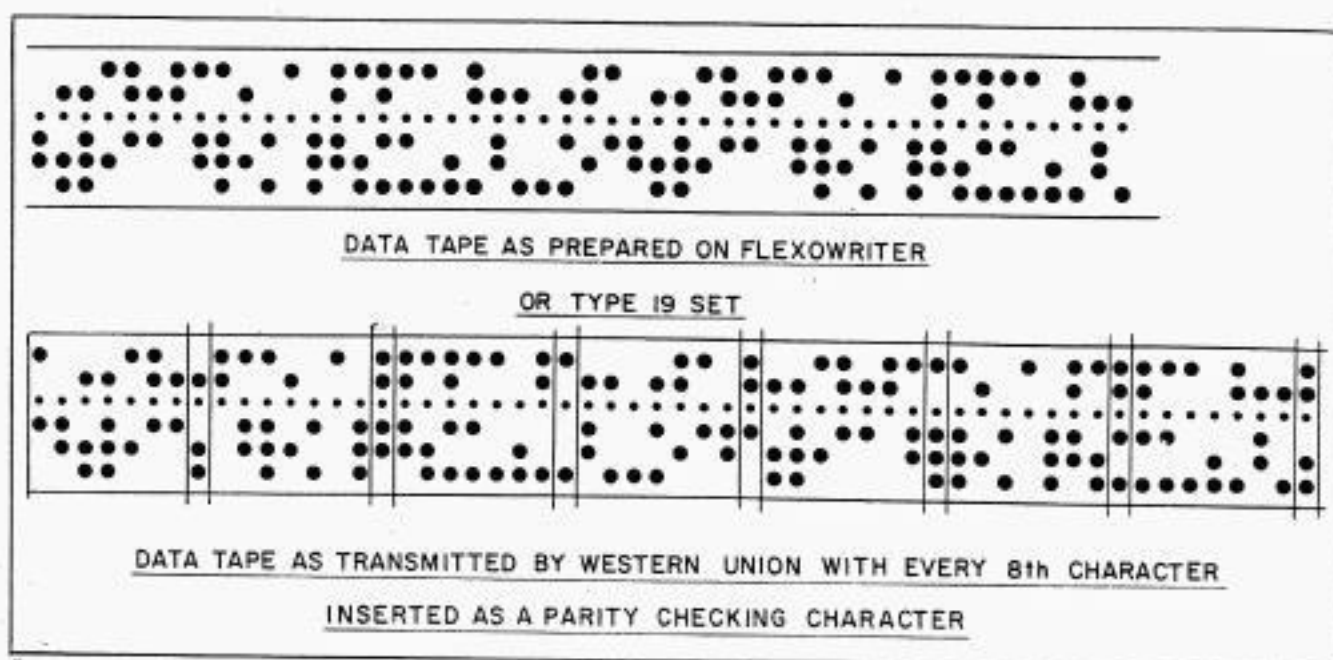 DATA TAPE AS PREPARED ON FLEXOWRITER
OR TYPE 19 SET
DATA TAPE AS TRANSMITTED BY WESTERN UNION WITH EVERY 8th CHARACTER
INSERTED AS A PARITY CHECKING CHARACTER